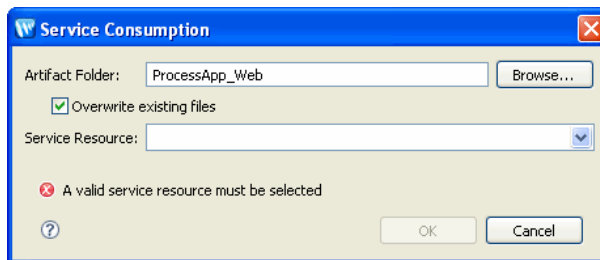 Service Consumption
Artifact Folder: ProcessApp_Web Browse...
Overwrite existing files
Service Resource:
A valid service resource must be selected
? OK Cancel